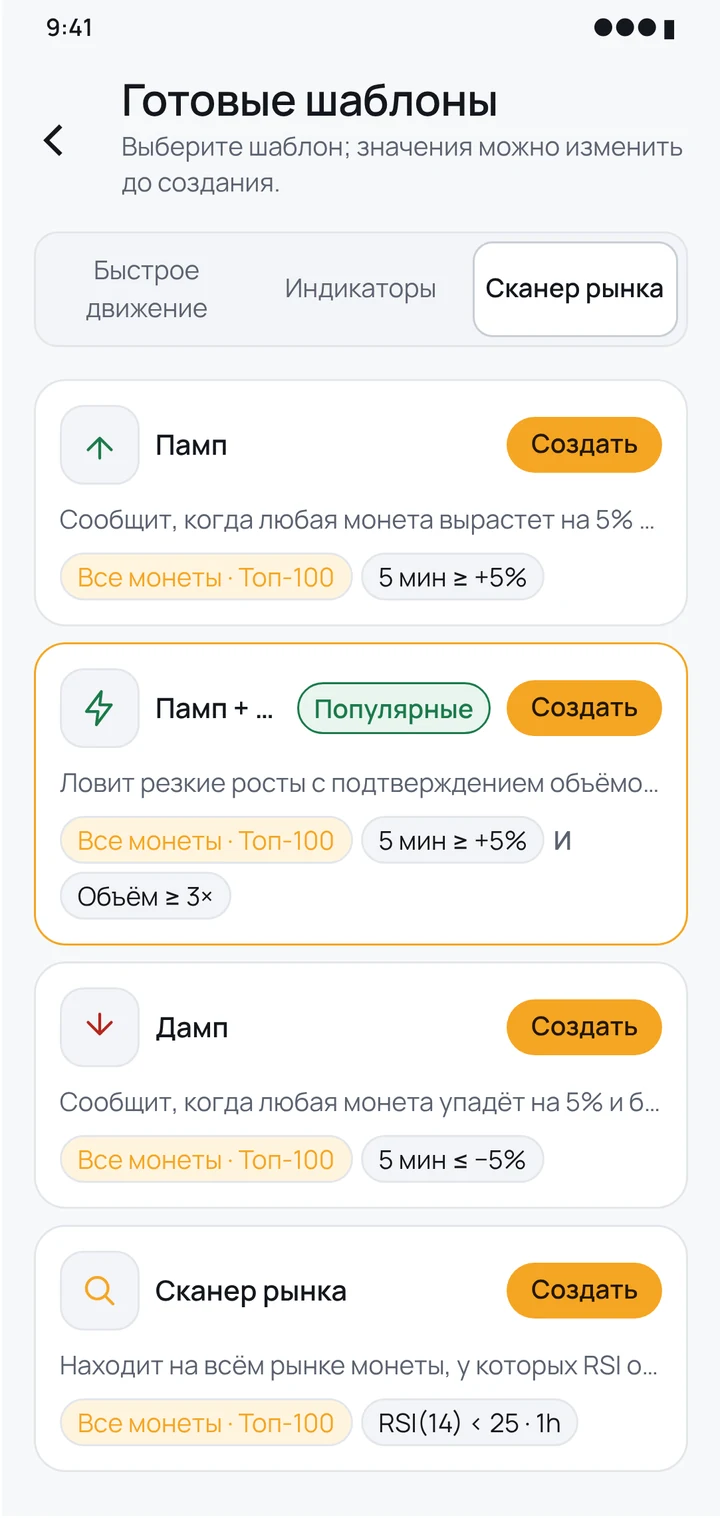 9:41
Готовые шаблоны
Выберите шаблон; значения можно изменить
до создания.
Быстрое
движение
Индикаторы
Сканер рынка
Памп
Создать
Сообщит, когда любая монета вырастет на 5% ...
Все монеты · Топ-100
5 мин ≥ +5%
Памп + ...
Популярные
Создать
Ловит резкие росты с подтверждением объёмо...
Все монеты · Топ-100
5 мин ≥ +5%
И
Объём ≥ 3×
Дамп
Создать
Сообщит, когда любая монета упадёт на 5% и б...
Все монеты · Топ-100
5 мин ≤ −5%
Сканер рынка
Создать
Находит на всём рынке монеты, у которых RSI о...
Все монеты · Топ-100
RSI(14) < 25 · 1h